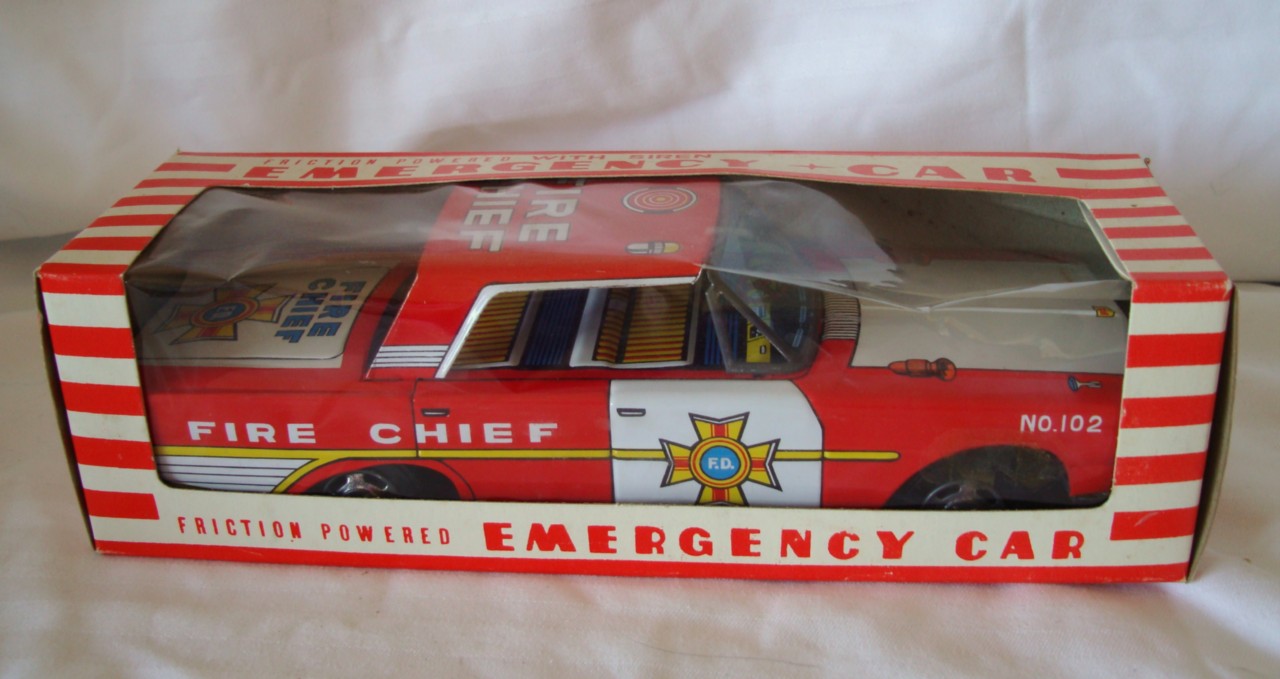 FRICTION POWERED WITH SIREN
EMERGENCY CAR
FIRE
CHIEF
FIRE
CHIEF
FIRE CHIEF
F.D.
NO.102
FRICTION POWERED EMERGENCY CAR